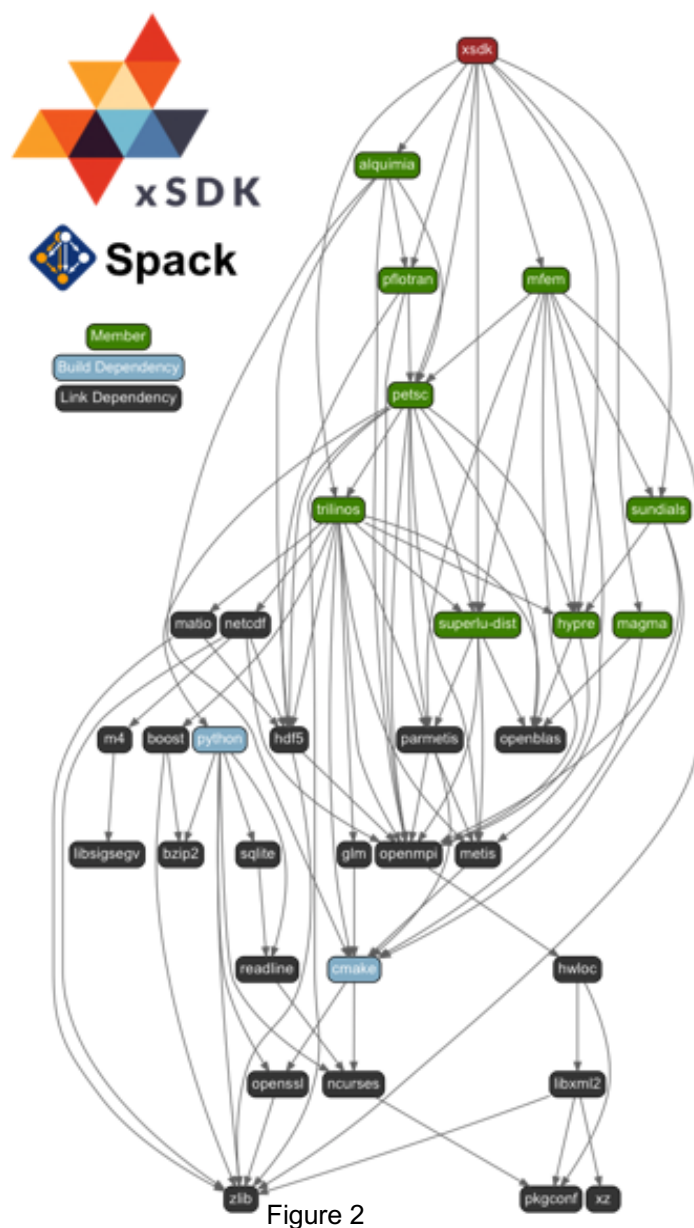 xsdk
xSDK
alquimia
Spack
pflotran mfem
Member
Build Dependency
Link Dependency
petsc
trilinos sundials
matio netcdf superlu-dist hypre magma
m4 boost python hdf5 parmetis openblas
libsigsegv bzip2 sqlite glm openmpi metis
readline cmake hwloc
openssl ncurses libxml2
zlib pkgconf xz
Figure 2